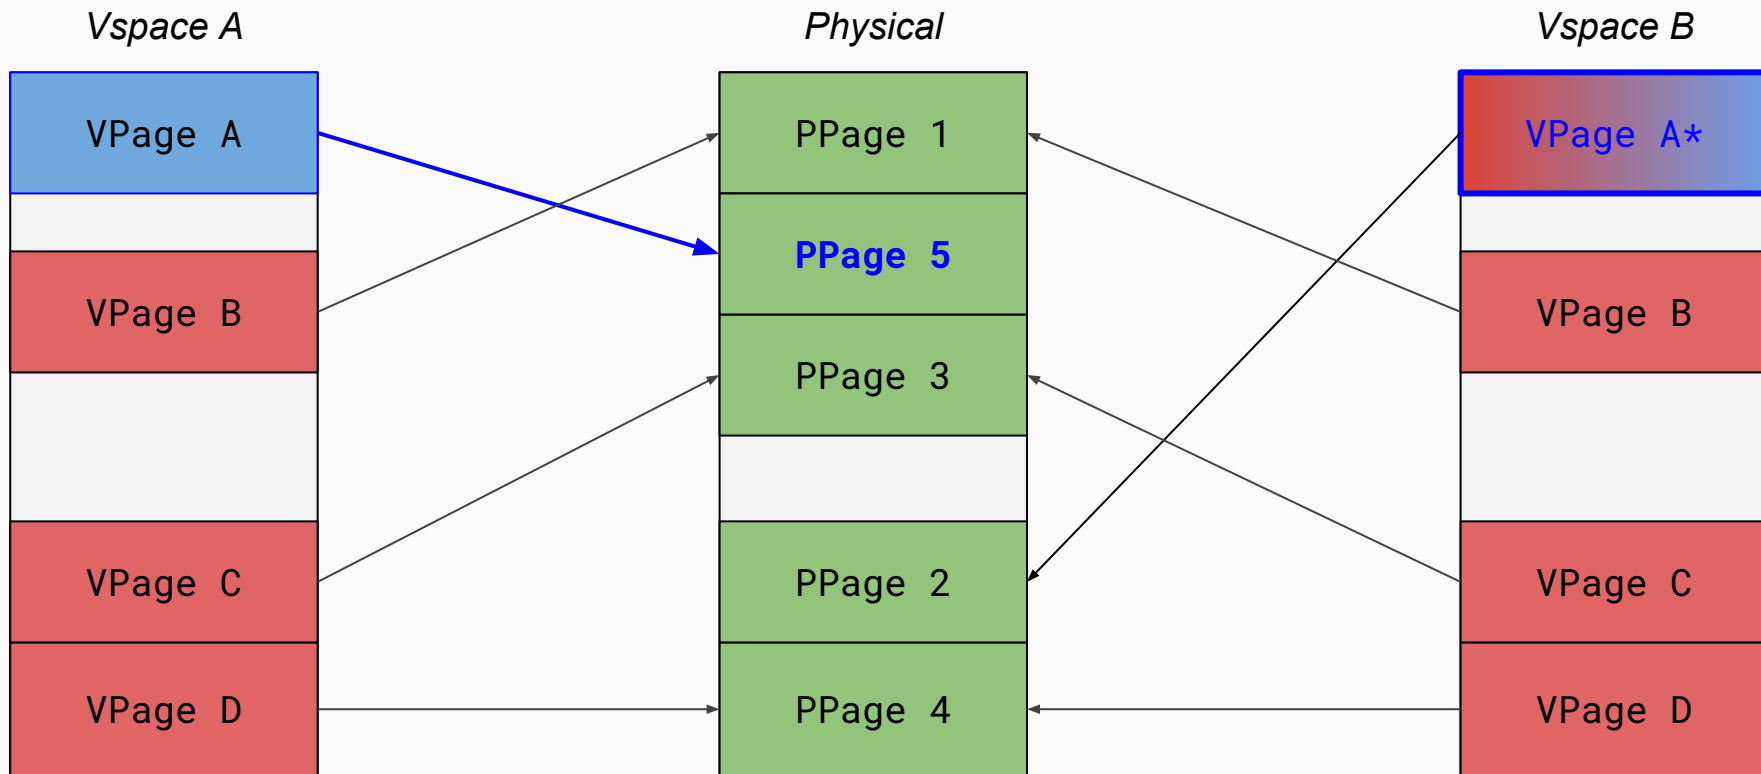 Vspace A
VPage A
VPage B
VPage C
VPage D
Physical
PPage 1
PPage 5
PPage 3
PPage 2
PPage 4
Vspace B
VPage A*
VPage B
VPage C
VPage D